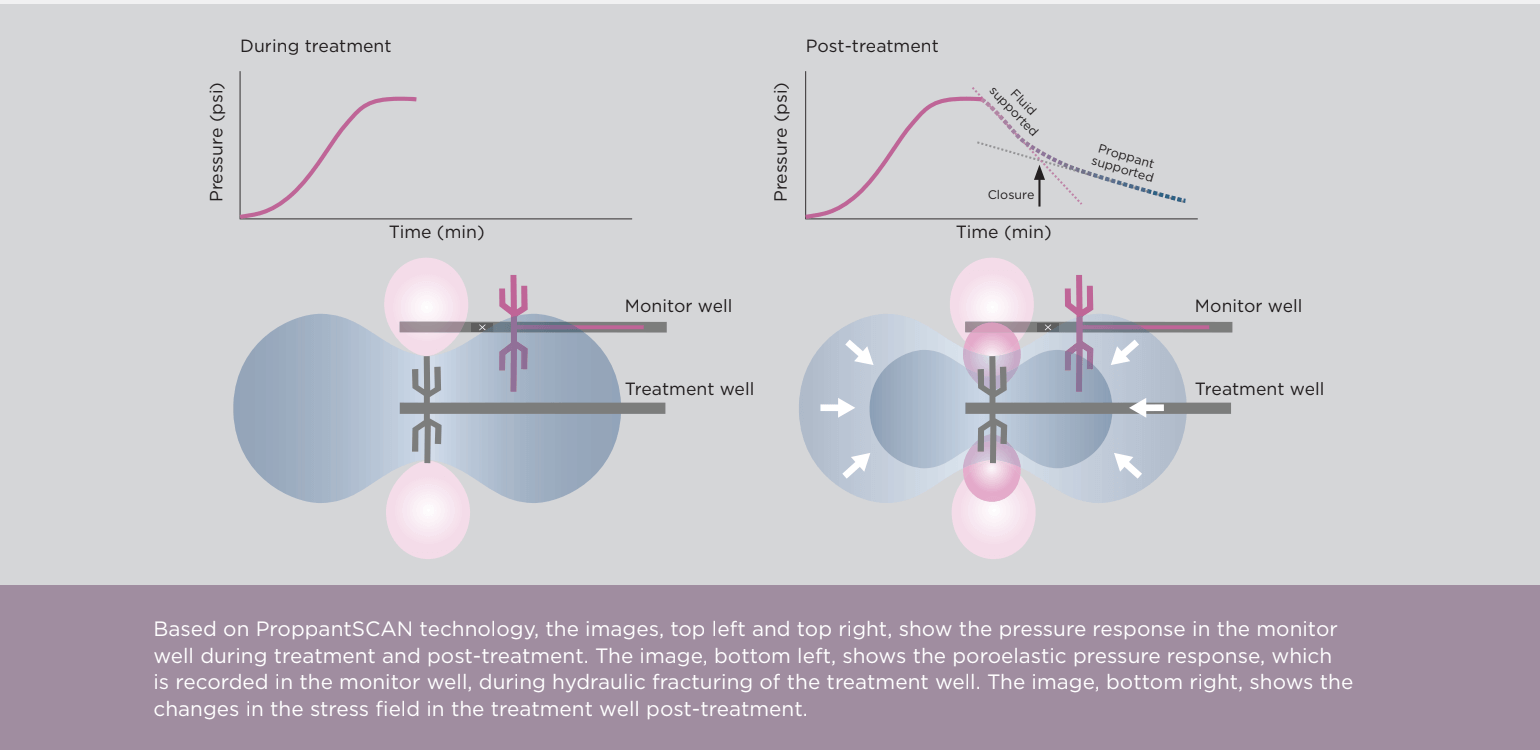 During treatment
Pressure (psi)
Time (min)
Post-treatment
Pressure (psi)
Fluid
supported
Proppant
supported
Closure
Time (min)
Monitor well
Treatment well
Monitor well
Treatment well
Based on ProppantSCAN technology, the images, top left and top right, show the pressure response in the monitor
well during treatment and post-treatment. The image, bottom left, shows the poroelastic pressure response, which
is recorded in the monitor well, during hydraulic fracturing of the treatment well. The image, bottom right, shows the
changes in the stress field in the treatment well post-treatment.